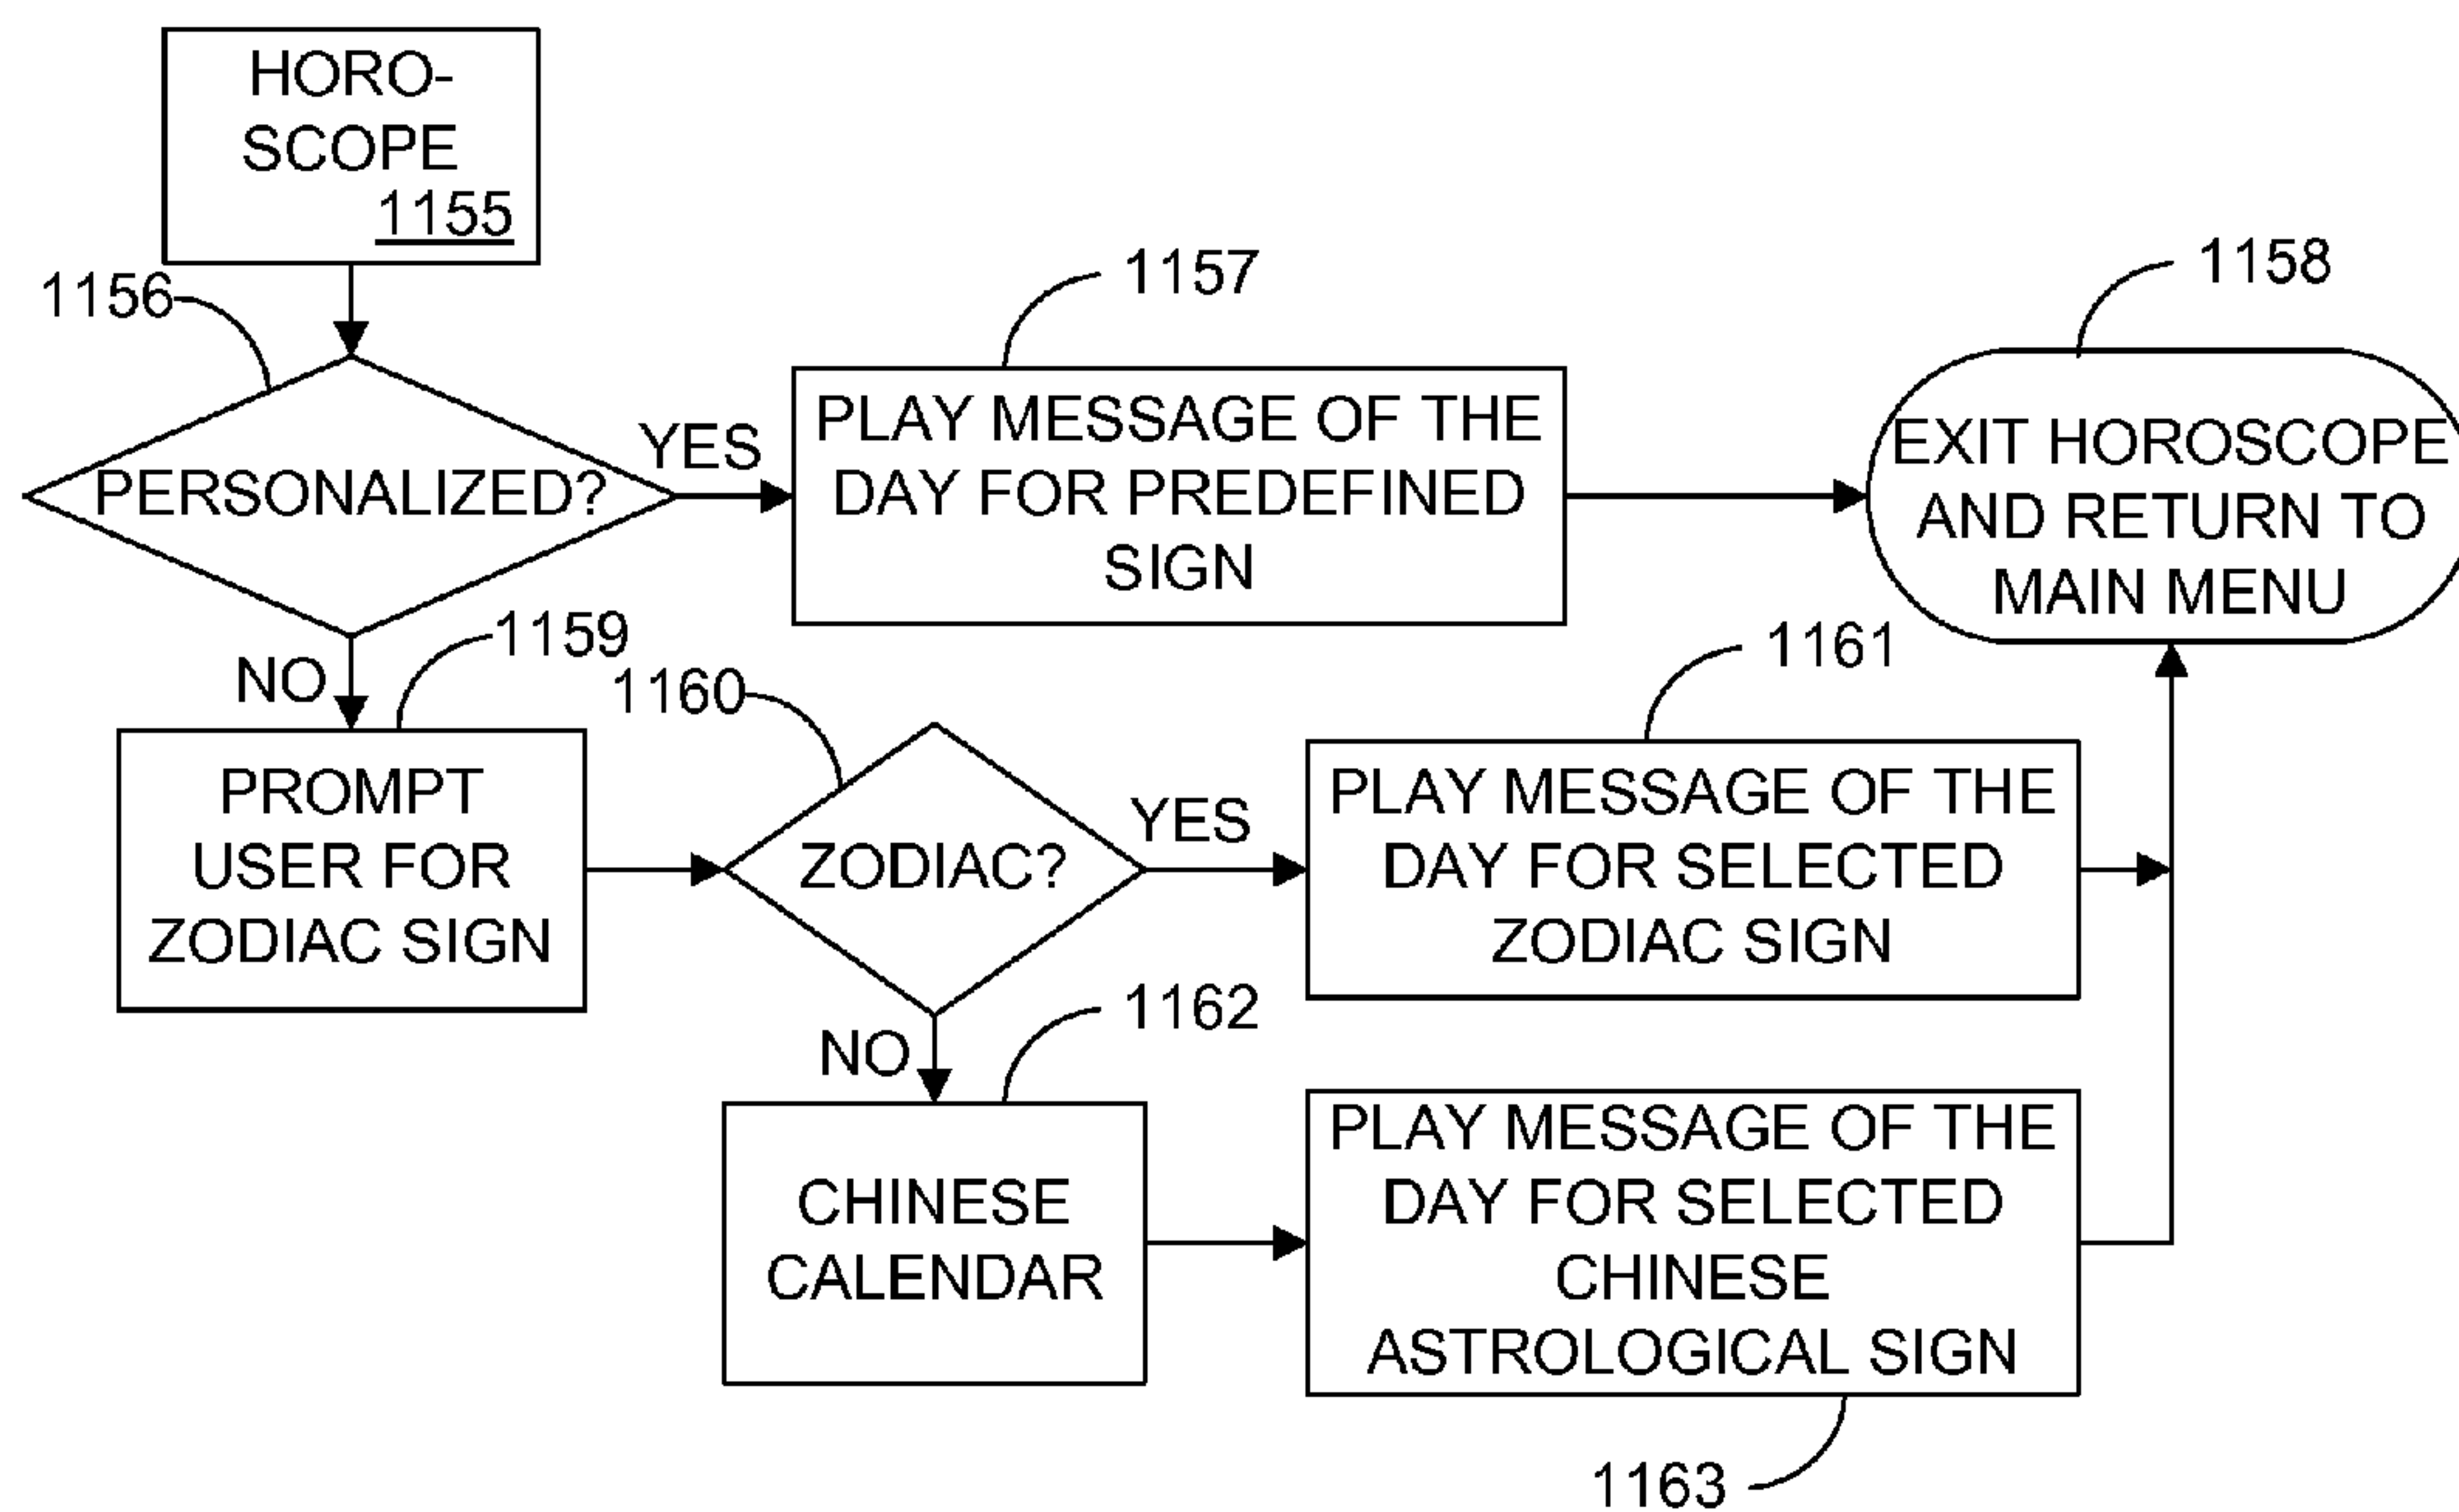 HORO-
SCOPE
1155
1156
1157
1158
PERSONALIZED?
YES
PLAY MESSAGE OF THE
DAY FOR PREDEFINED
SIGN
EXIT HOROSCOPE
AND RETURN TO
MAIN MENU
NO
1159
1160
1161
PROMPT
USER FOR
ZODIAC SIGN
ZODIAC?
YES
PLAY MESSAGE OF THE
DAY FOR SELECTED
ZODIAC SIGN
NO
1162
CHINESE
CALENDAR
PLAY MESSAGE OF THE
DAY FOR SELECTED
CHINESE
ASTROLOGICAL SIGN
1163